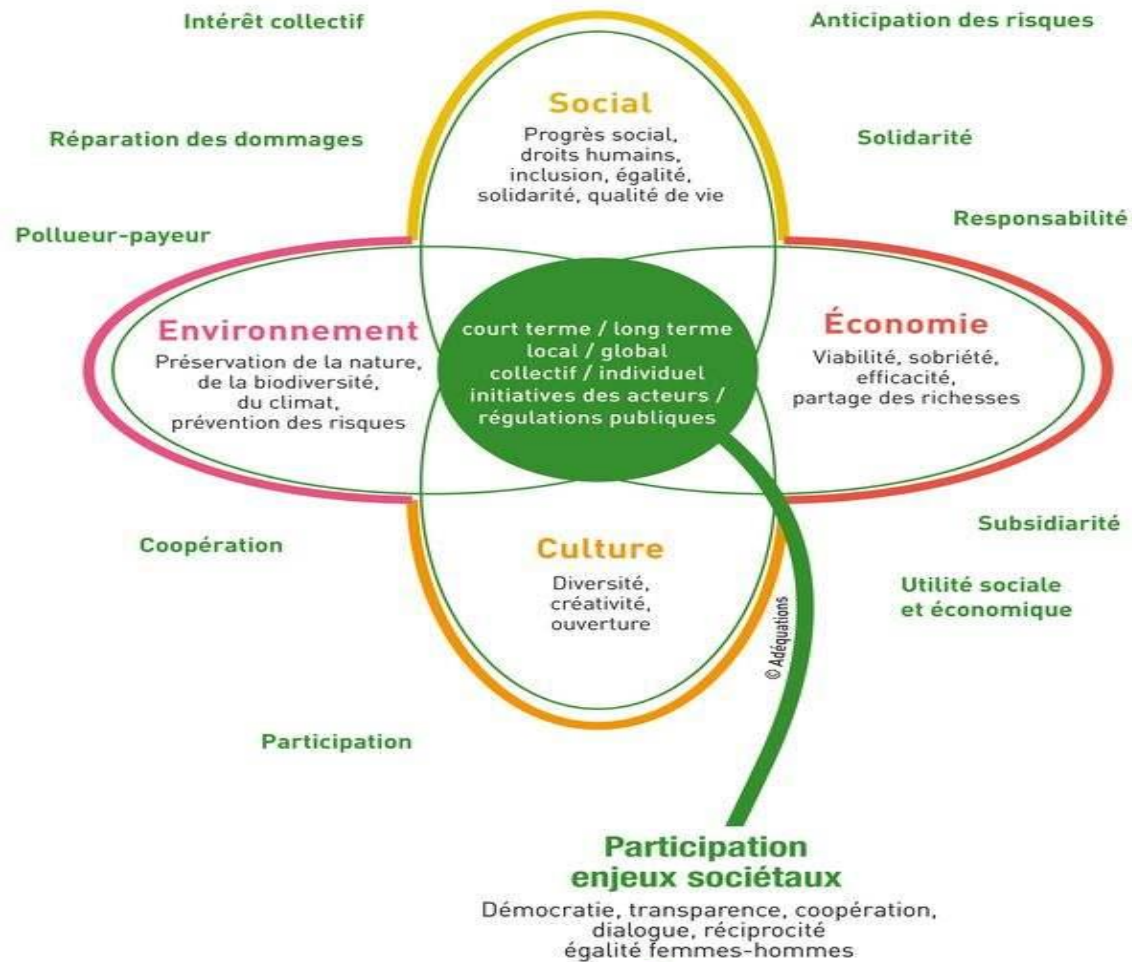 Intérêt collectif
Anticipation des risques
Social
Progrès social,
droits humains,
inclusion, égalité,
solidarité, qualité de vie
Réparation des dommages
Solidarité
Pollueur-payeur
Responsabilité
Environnement
Préservation de la nature,
de la biodiversité,
du climat,
prévention des risques
court terme / long terme
local / global
collectif / individuel
initiatives des acteurs /
régulations publiques
Économie
Viabilité, sobriété,
efficacité,
partage des richesses
Coopération
Culture
Diversité,
créativité,
ouverture
Subsidiarité
Utilité sociale
et économique
© Adéquations
Participation
Participation
enjeux sociétaux
Démocratie, transparence, coopération,
dialogue, réciprocité
égalité femmes-hommes